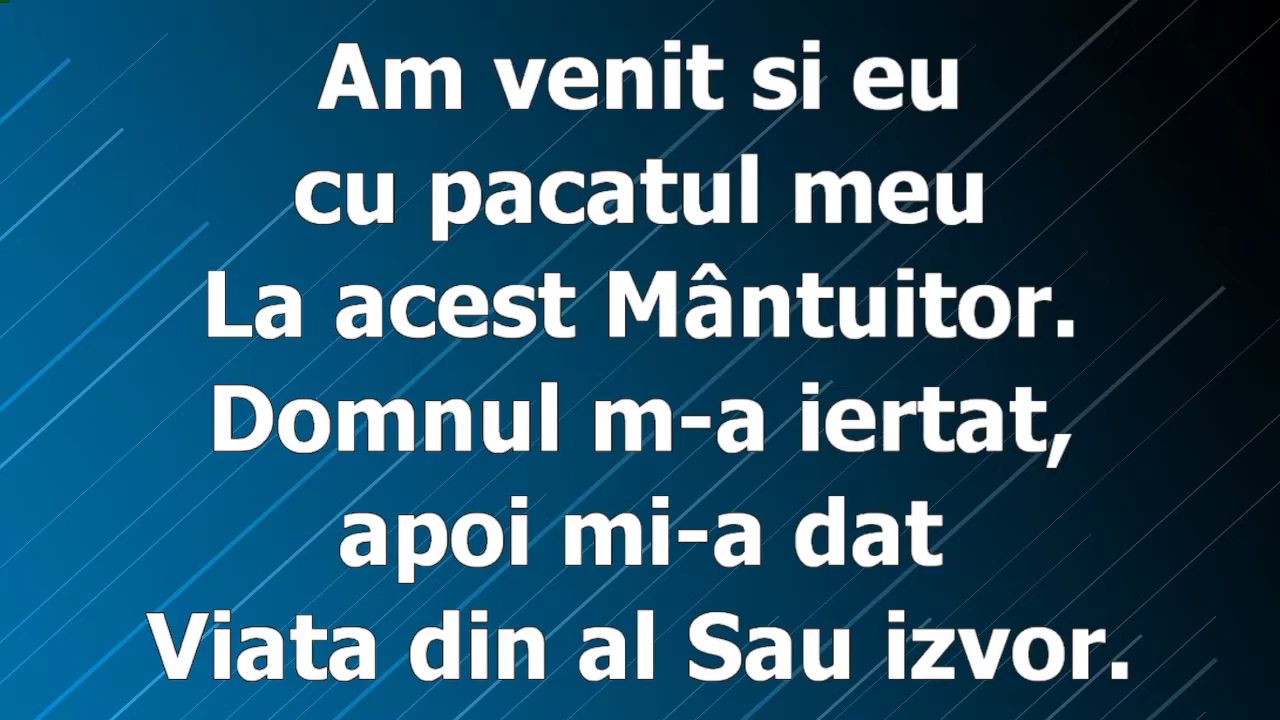 Am venit si eu
cu pacatul meu
La acest Mântuitor.
Domnul m-a iertat,
apoi mi-a dat
Viata din al Sau izvor.